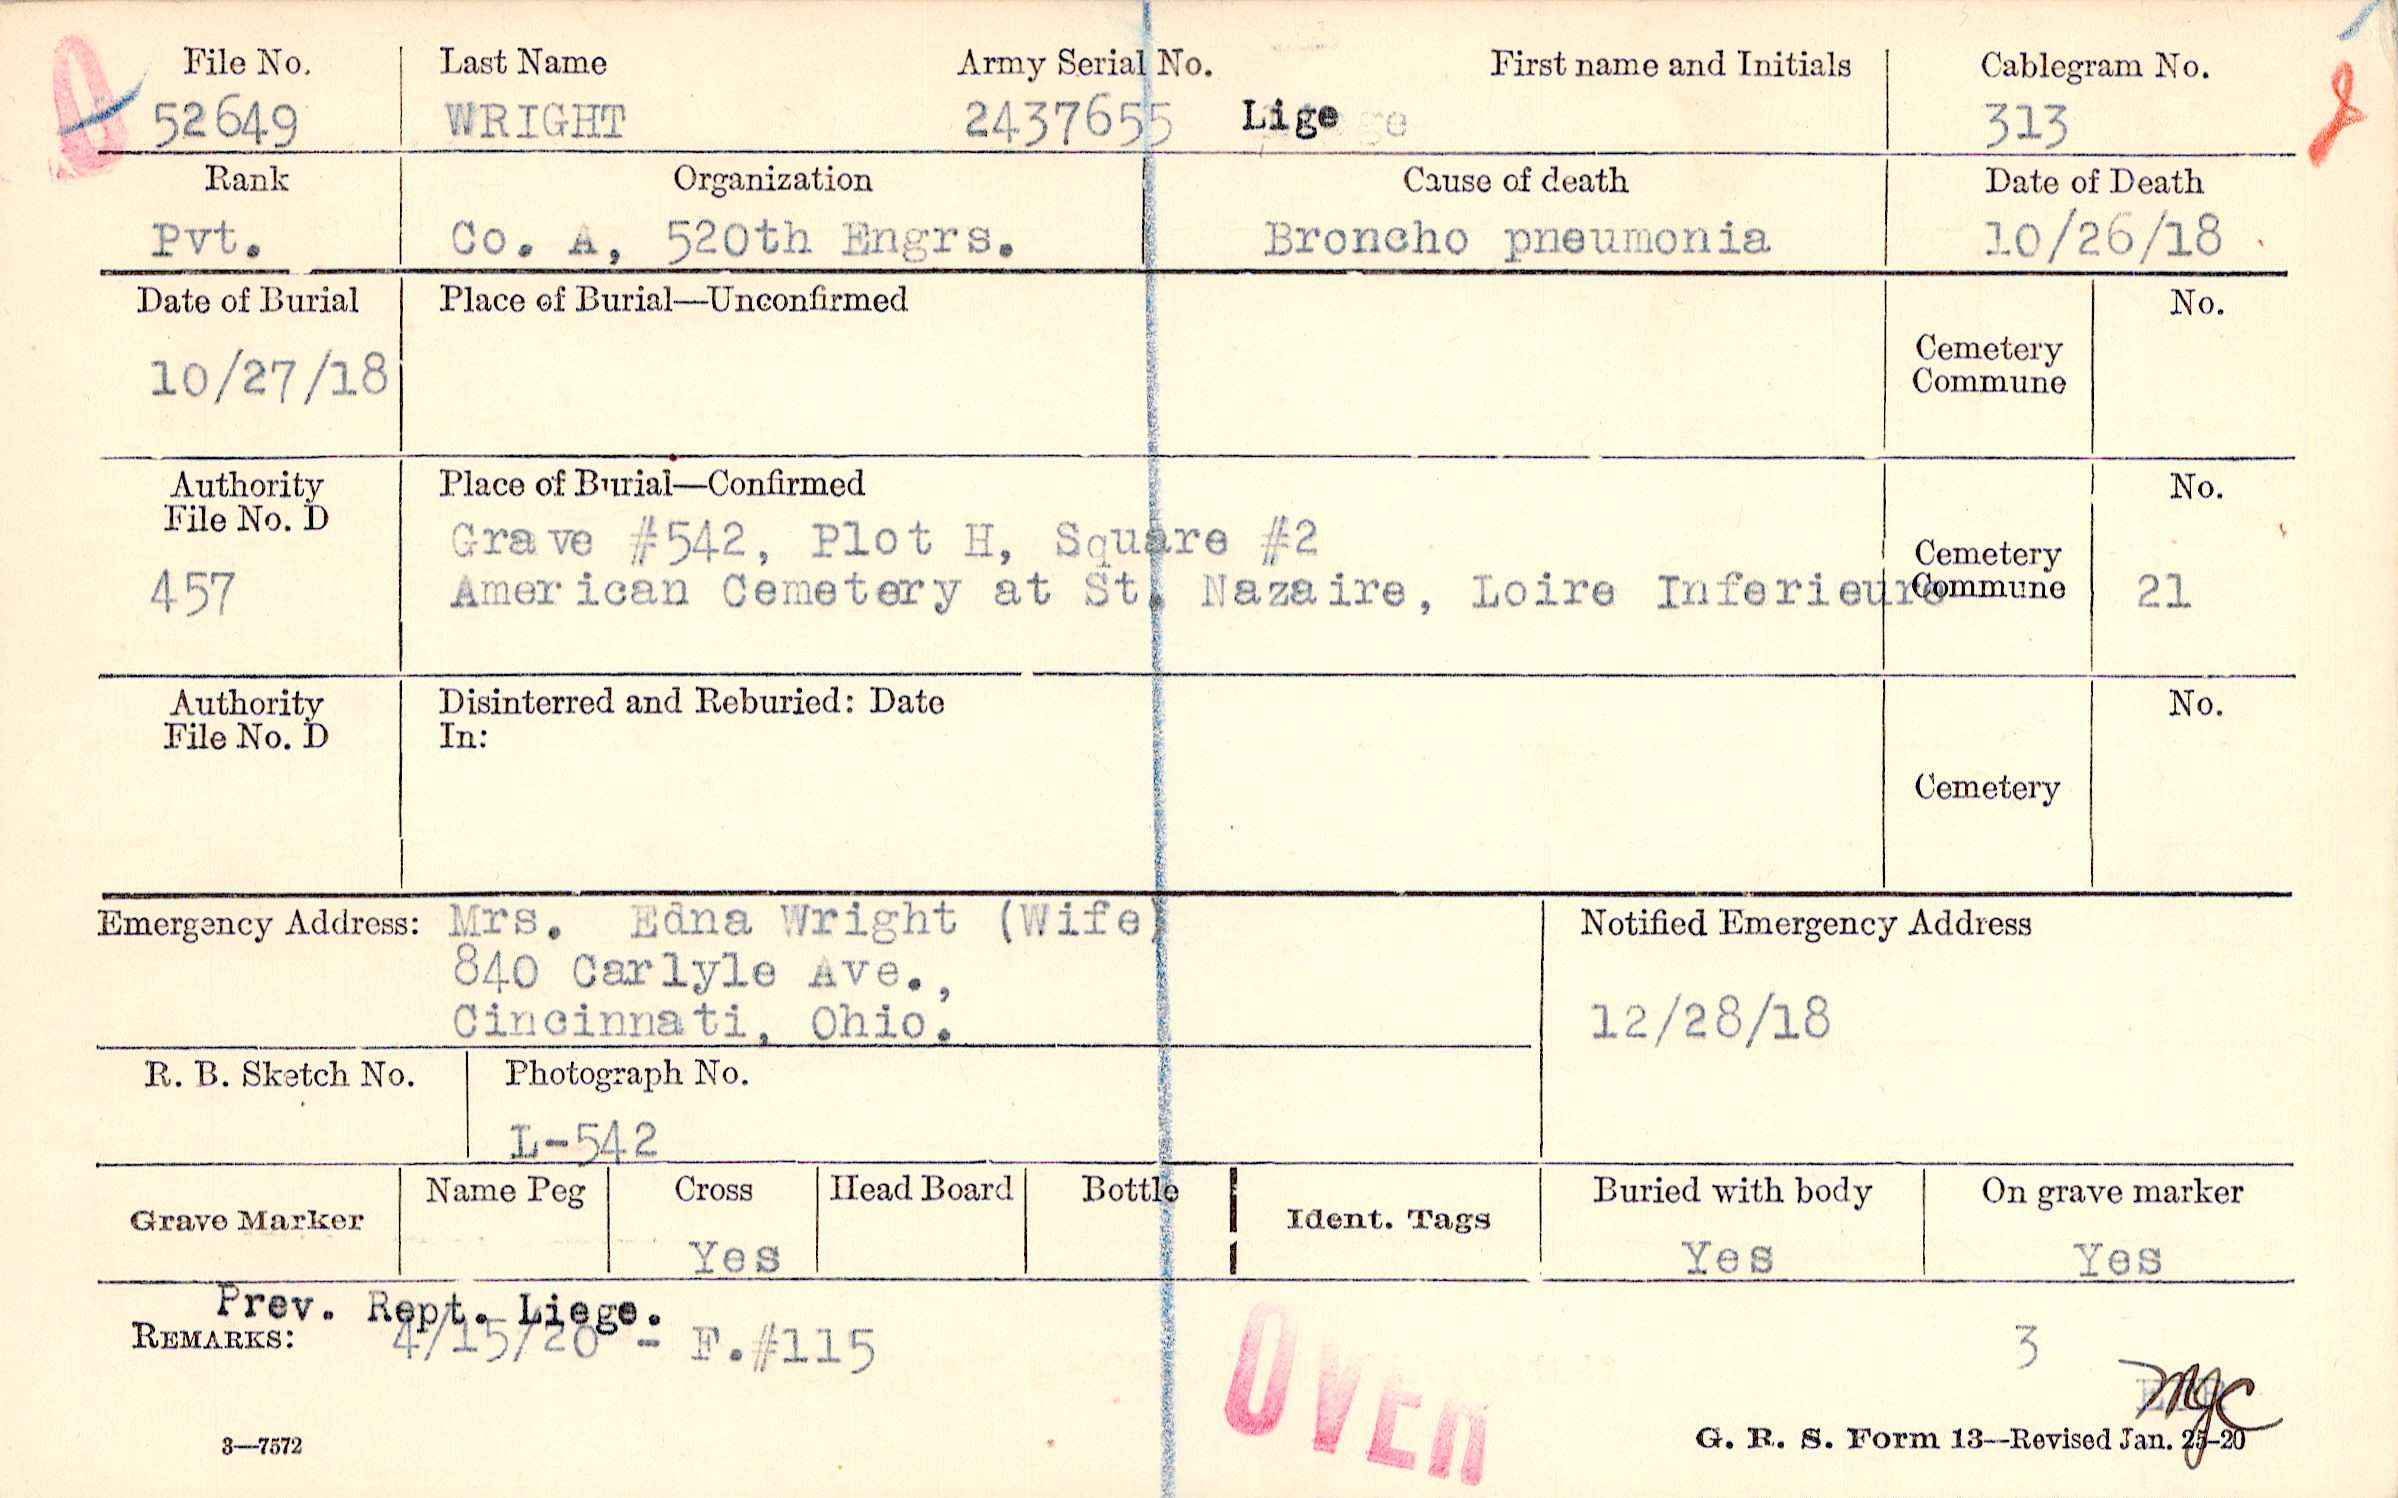 File No. Last Name Army Serial No. First name and Initials Cablegram No.
52649 WRIGHT 2437655 Lige 313
Rank Organization Cause of death Date of Death
Pvt. Co. A, 520th Engrs. Broncho pneumonia 10/26/18
Date of Burial Place of Burial—Unconfirmed No.
Cemetery
Commune
10/27/18
Authority Place of Burial—Confirmed No.
File No. D
Grave #542, Plot H, Square #2
Cemetery
457 American Cemetery at St. Nazaire, Loire Inferieure Commune 21
Authority Disinterred and Reburied: Date No.
File No. D In:
Cemetery
Emergency Address: Mrs. Edna Wright (Wife) Notified Emergency Address
840 Carlyle Ave.,
Cincinnati, Ohio. 12/28/18
R. B. Sketch No. Photograph No.
L-542
Name Peg Cross Head Board Bottle Buried with body On grave marker
Grave Marker Ident. Tags
Yes Yes Yes
Prev. Rept. Liege.
REMARKS: 4/15/20 - F.#115 3
OVER
MJC
3—7572 G. R. S. Form 13—Revised Jan. 25-20